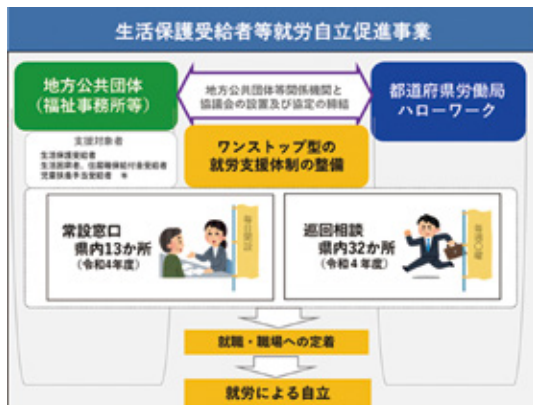 生活保護受給者等就労自立促進事業
地方公共団体
（福祉事務所等）
地方公共団体等関係機関と
協議会の設置及び協定の締結
都道府県労働局
ハローワーク
支援対象者
生活保護受給者
生活困窮者、住居確保給付金受給者
児童扶養手当受給者 等
ワンストップ型の
就労支援体制の整備
常設窓口
県内13か所
（令和4年度）
毎日開設
巡回相談
県内32か所
（令和４年度）
就職・職場への定着
就労による自立